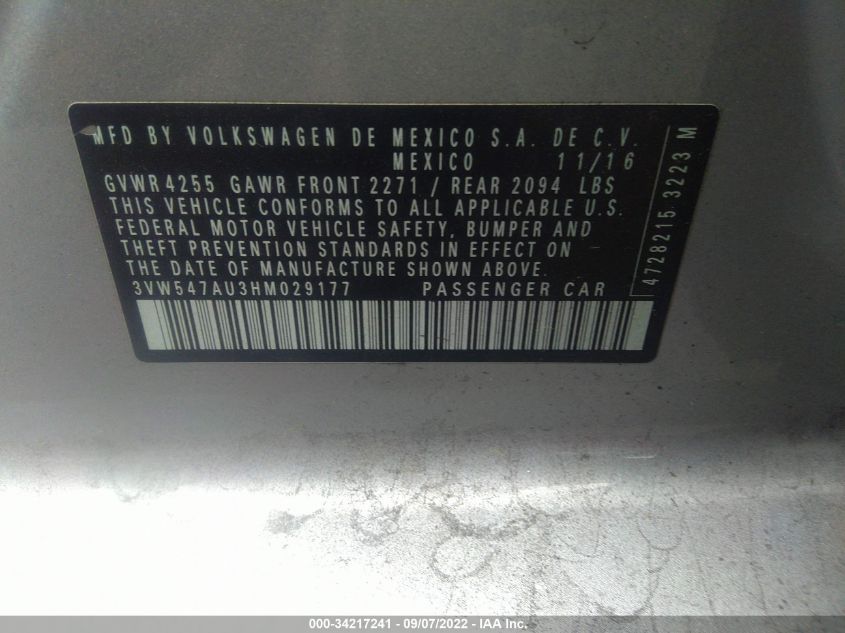 MFD BY VOLKSWAGEN DE MEXICO S.A. DE C.V.
MEXICO 11/16
GVWR 4255 GAWR FRONT 2271 / REAR 2094 LBS
THIS VEHICLE CONFORMS TO ALL APPLICABLE U.S.
FEDERAL MOTOR VEHICLE SAFETY, BUMPER AND
THEFT PREVENTION STANDARDS IN EFFECT ON
THE DATE OF MANUFACTURE SHOWN ABOVE.
3VW547AU3HM029177 PASSENGER CAR
4728215 3223 M
000-34217241 - 09/07/2022 - IAA Inc.